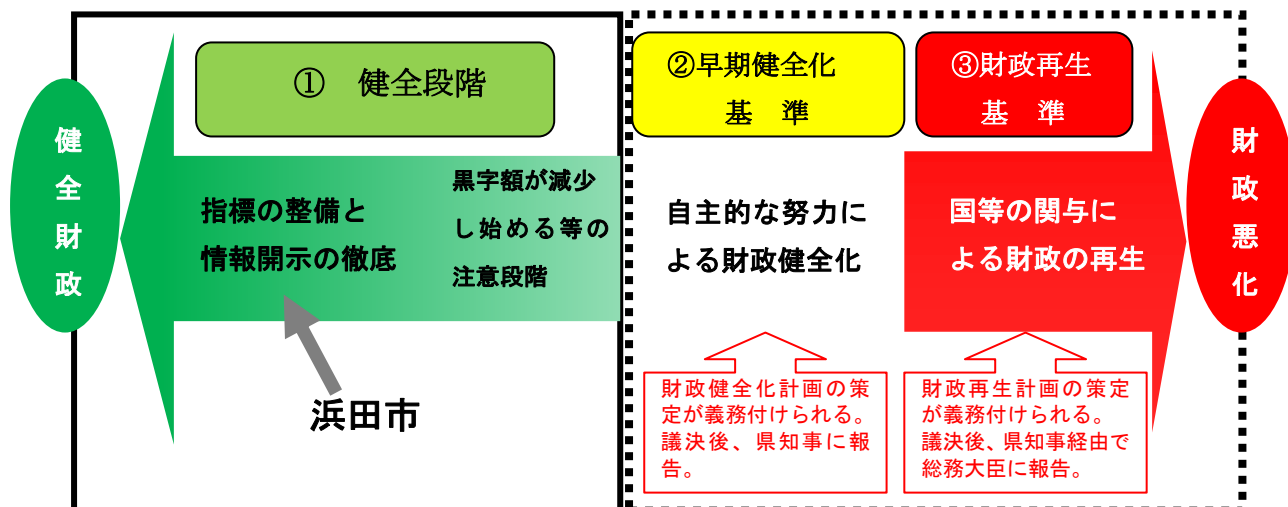 ① 健全段階
②早期健全化
基 準
③財政再生
基 準
健全財政
指標の整備と
情報開示の徹底
黒字額が減少
し始める等の
注意段階
自主的な努力に
よる財政健全化
国等の関与に
よる財政の再生
財政悪化
浜田市
財政健全化計画の策
定が義務付けられる。
議決後、県知事に報
告。
財政再生計画の策定
が義務付けられる。
議決後、県知事経由で
総務大臣に報告。